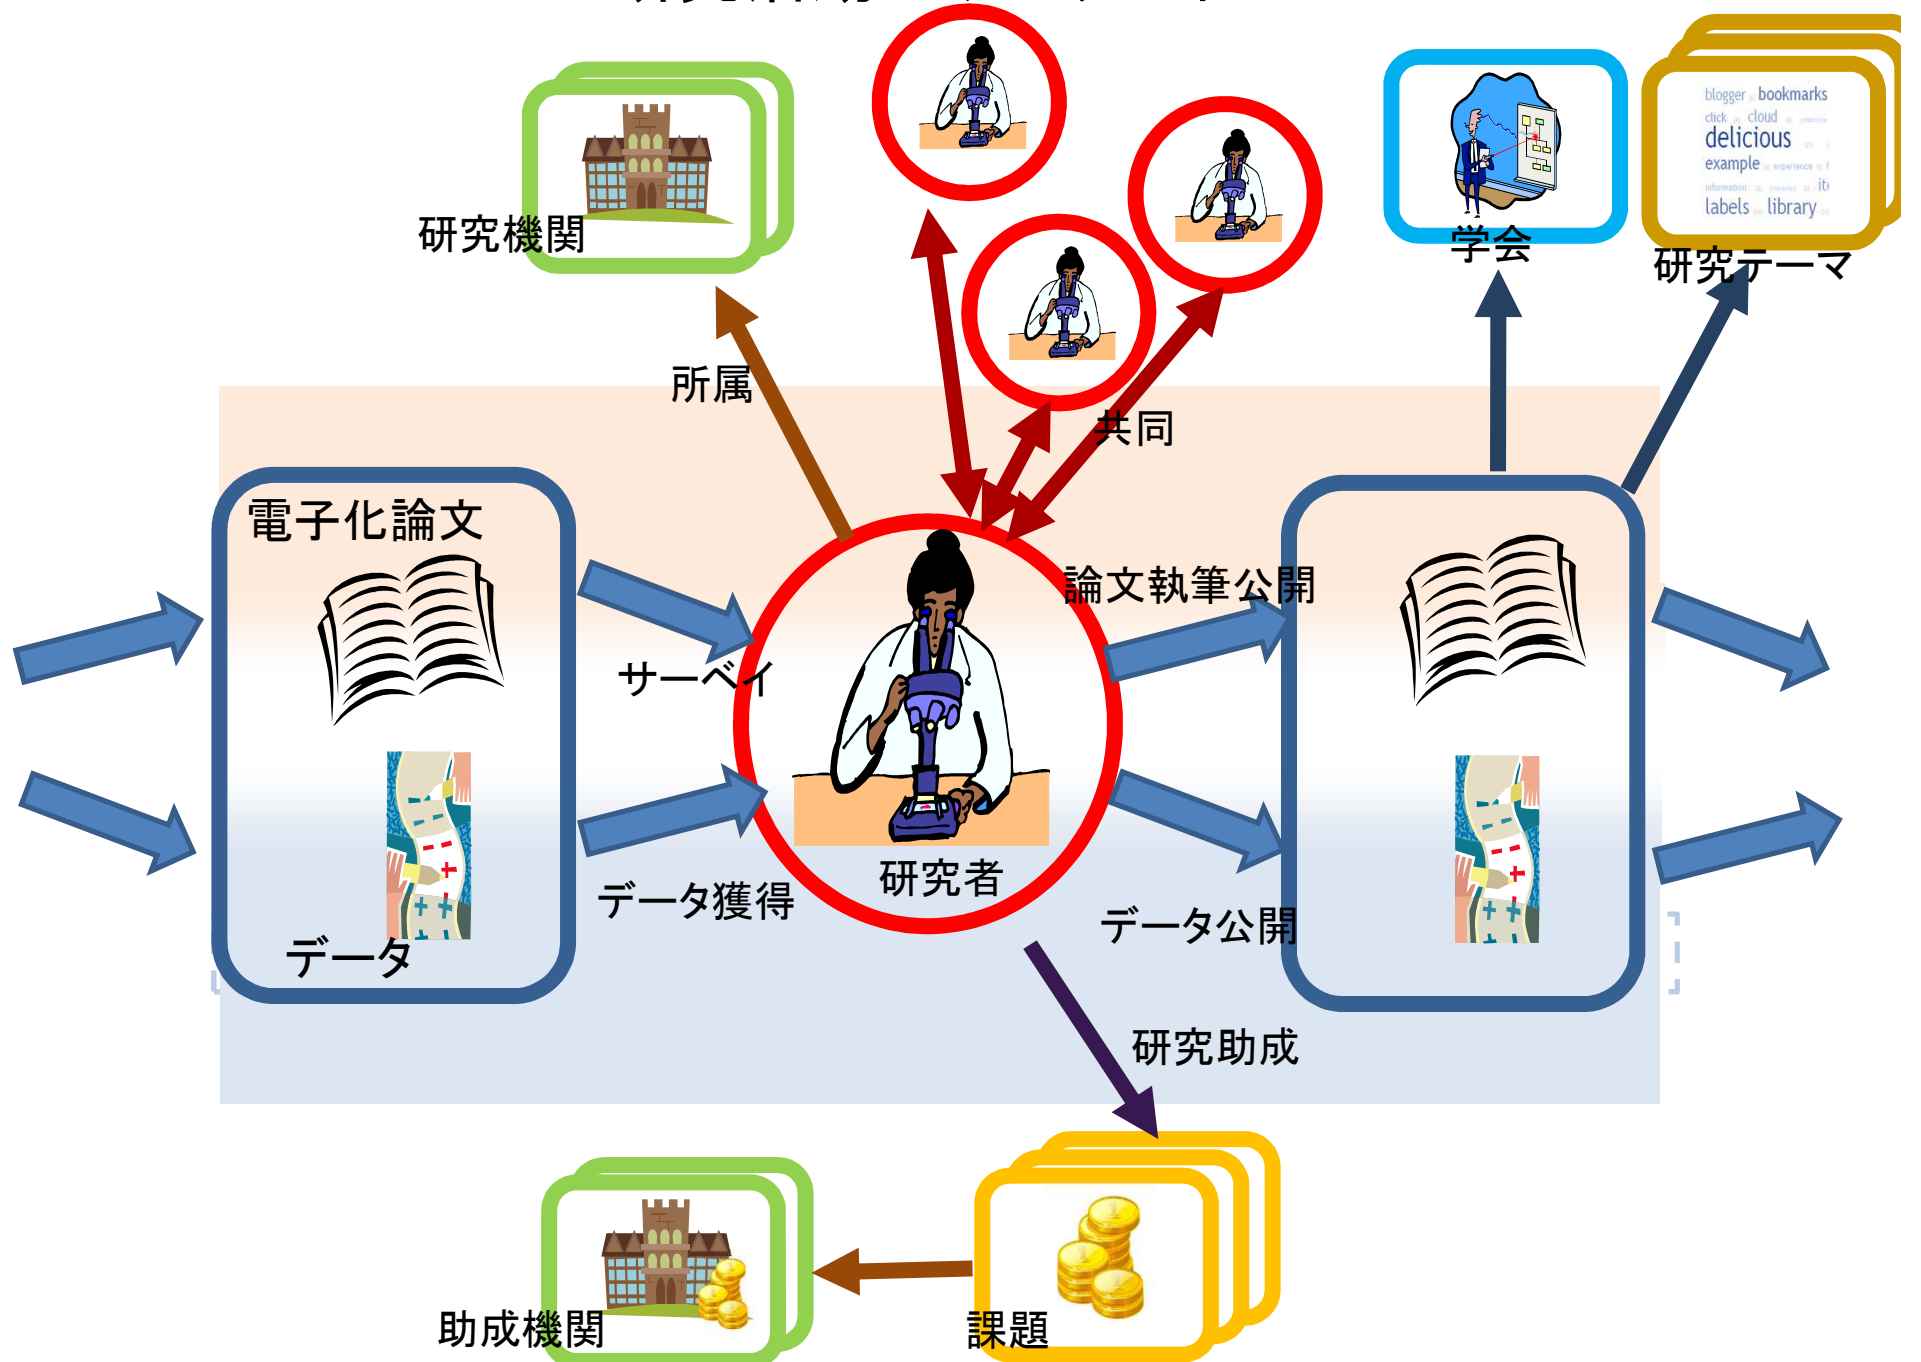 研究機関
学会
研究テーマ
blogger bookmarks
click cloud
delicious
example experience
information
labels library
所属
共同
電子化論文
論文執筆公開
サーベイ
研究者
データ獲得
データ公開
データ
研究助成
助成機関
課題